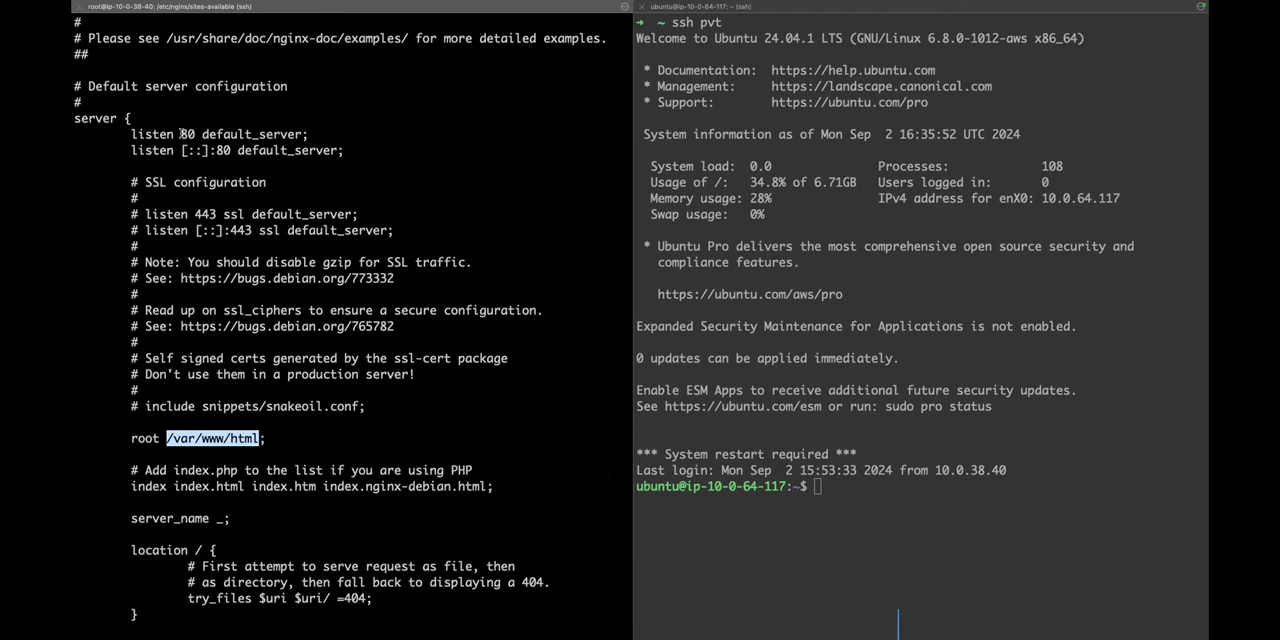 root@ip-10-0-38-40: /etc/nginx/sites-available (ssh)
#
# Please see /usr/share/doc/nginx-doc/examples/ for more detailed examples.
##
# Default server configuration
#
server {
listen 80 default_server;
listen [::]:80 default_server;
# SSL configuration
#
# listen 443 ssl default_server;
# listen [::]:443 ssl default_server;
#
# Note: You should disable gzip for SSL traffic.
# See: https://bugs.debian.org/773332
#
# Read up on ssl_ciphers to ensure a secure configuration.
# See: https://bugs.debian.org/765782
#
# Self signed certs generated by the ssl-cert package
# Don't use them in a production server!
#
# include snippets/snakeoil.conf;
root /var/www/html;
# Add index.php to the list if you are using PHP
index index.html index.htm index.nginx-debian.html;
server_name _;
location / {
# First attempt to serve request as file, then
# as directory, then fall back to displaying a 404.
try_files $uri $uri/ =404;
}
ubuntu@ip-10-0-64-117: ~ (ssh)
➜  ~ ssh pvt
Welcome to Ubuntu 24.04.1 LTS (GNU/Linux 6.8.0-1012-aws x86_64)
* Documentation:  https://help.ubuntu.com
* Management:     https://landscape.canonical.com
* Support:        https://ubuntu.com/pro
System information as of Mon Sep  2 16:35:52 UTC 2024
System load:  0.0                Processes:             108
Usage of /:   34.8% of 6.71GB   Users logged in:       0
Memory usage: 28%                IPv4 address for enX0: 10.0.64.117
Swap usage:   0%
* Ubuntu Pro delivers the most comprehensive open source security and
compliance features.
https://ubuntu.com/aws/pro
Expanded Security Maintenance for Applications is not enabled.
0 updates can be applied immediately.
Enable ESM Apps to receive additional future security updates.
See https://ubuntu.com/esm or run: sudo pro status
*** System restart required ***
Last login: Mon Sep  2 15:53:33 2024 from 10.0.38.40
ubuntu@ip-10-0-64-117:~$